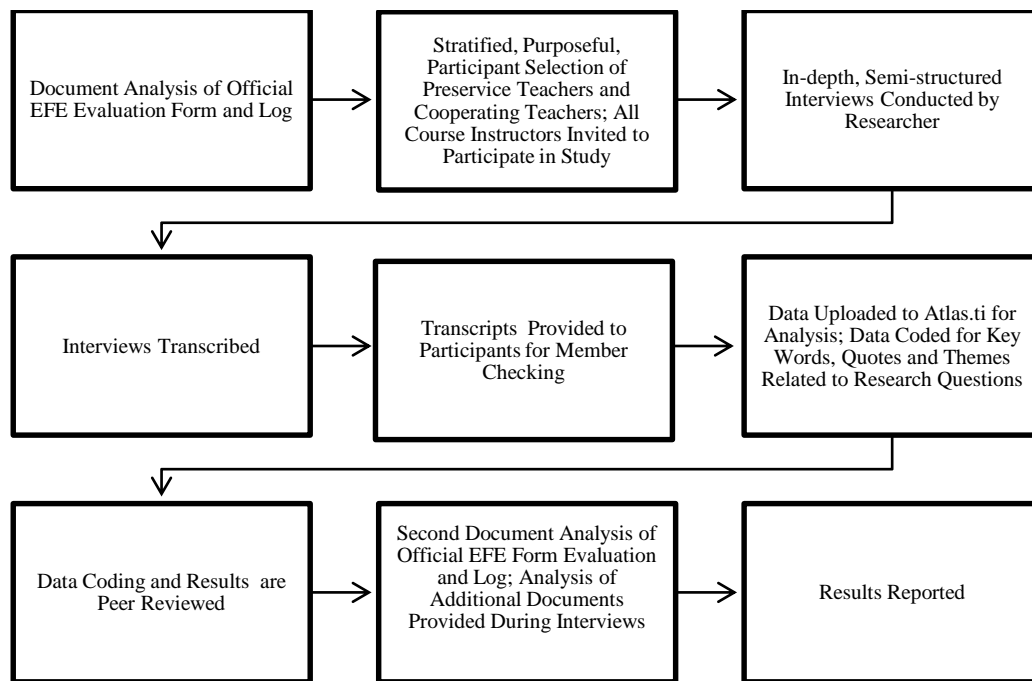 Document Analysis of Official
EFE Evaluation Form and Log
Stratified, Purposeful,
Participant Selection of
Preservice Teachers and
Cooperating Teachers; All
Course Instructors Invited to
Participate in Study
In-depth, Semi-structured
Interviews Conducted by
Researcher
Interviews Transcribed
Transcripts Provided to
Participants for Member
Checking
Data Uploaded to Atlas.ti for
Analysis; Data Coded for Key
Words, Quotes and Themes
Related to Research Questions
Data Coding and Results are
Peer Reviewed
Second Document Analysis of
Official EFE Form Evaluation
and Log; Analysis of
Additional Documents
Provided During Interviews
Results Reported